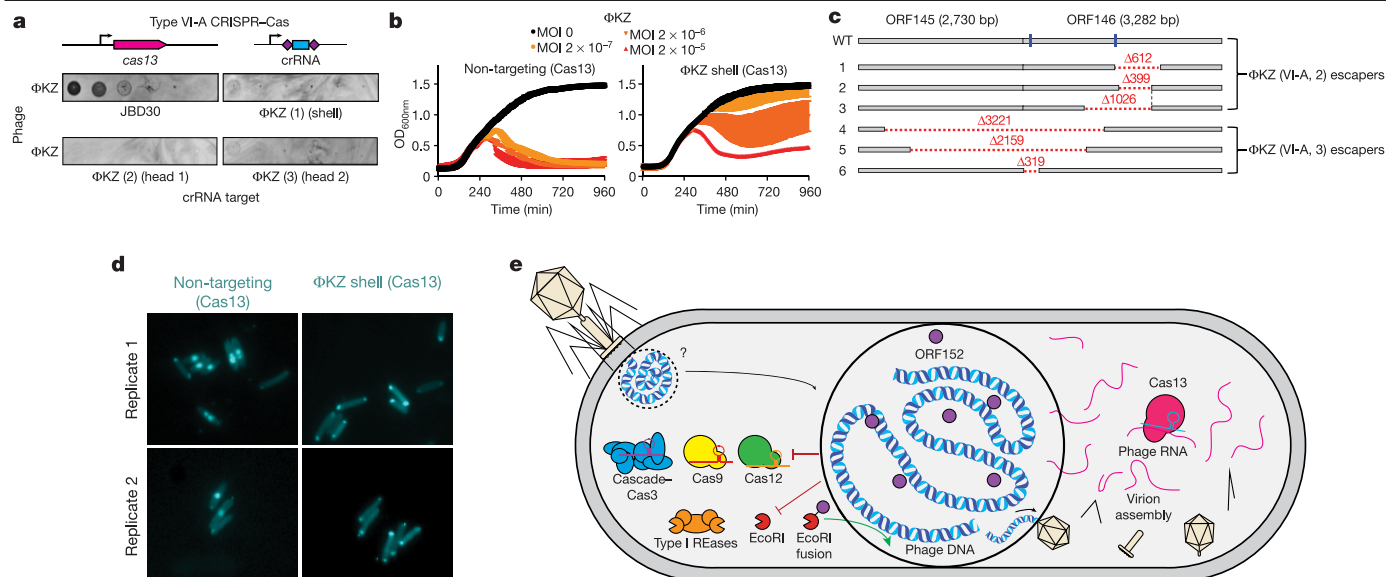 a
Type VI-A CRISPR–Cas
cas13
crRNA
Phage
ΦKZ
JBD30
ΦKZ (1) (shell)
ΦKZ
ΦKZ (2) (head 1)
ΦKZ (3) (head 2)
crRNA target
b
ΦKZ
MOI 0
MOI 2 × 10⁻⁶
MOI 2 × 10⁻⁷
MOI 2 × 10⁻⁵
Non-targeting (Cas13)
ΦKZ shell (Cas13)
OD600nm
1.5
1.0
0.5
0
0 240 480 720 960
Time (min)
1.5
1.0
0.5
0
0 240 480 720 960
Time (min)
c
ORF145 (2,730 bp)
ORF146 (3,282 bp)
WT
1
Δ612
2
Δ399
3
Δ1026
ΦKZ (VI-A, 2) escapers
4
Δ3221
5
Δ2159
6
Δ319
ΦKZ (VI-A, 3) escapers
d
Non-targeting
(Cas13)
ΦKZ shell (Cas13)
Replicate 1
Replicate 2
e
?
ORF152
Cas13
Phage RNA
Cascade–
Cas3
Cas9
Cas12
Virion
assembly
Type I REases
EcoRI
EcoRI
fusion
Phage DNA